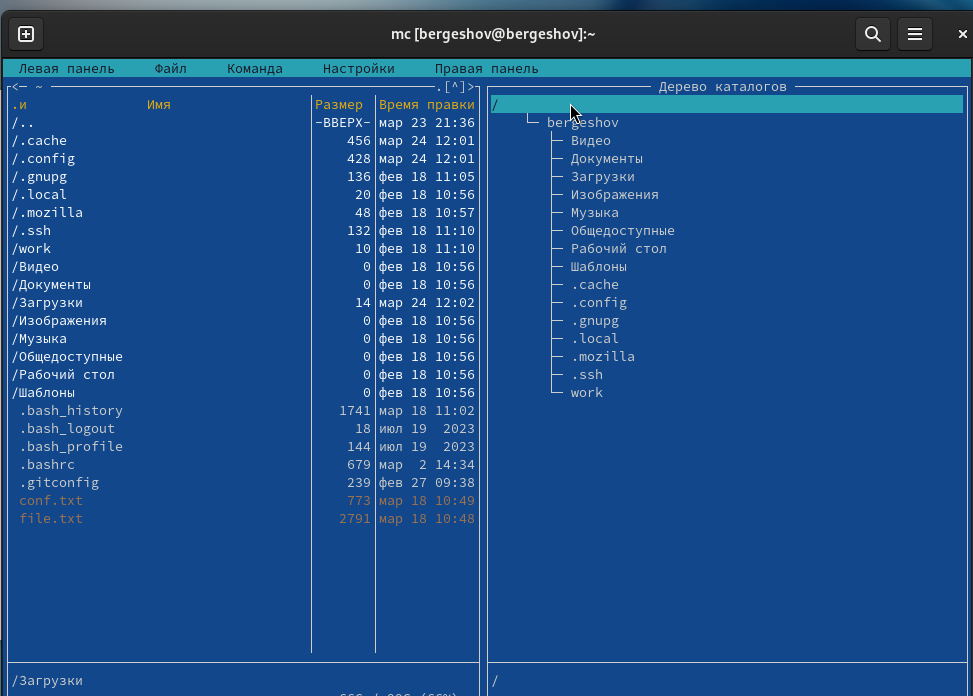 mc [bergeshov@bergeshov]:~
Левая панель Файл Команда Настройки Правая панель
<─ ~ .[^]>
.и Имя Размер Время правки
/.. -ВВЕРХ- мар 23 21:36
/.cache 456 мар 24 12:01
/.config 428 мар 24 12:01
/.gnupg 136 фев 18 11:05
/.local 20 фев 18 10:56
/.mozilla 48 фев 18 10:57
/.ssh 132 фев 18 11:10
/work 10 фев 18 11:10
/Видео 0 фев 18 10:56
/Документы 0 фев 18 10:56
/Загрузки 14 мар 24 12:02
/Изображения 0 фев 18 10:56
/Музыка 0 фев 18 10:56
/Общедоступные 0 фев 18 10:56
/Рабочий стол 0 фев 18 10:56
/Шаблоны 0 фев 18 10:56
.bash_history 1741 мар 18 11:02
.bash_logout 18 июл 19 2023
.bash_profile 144 июл 19 2023
.bashrc 679 мар 2 14:34
.gitconfig 239 фев 27 09:38
conf.txt 773 мар 18 10:49
file.txt 2791 мар 18 10:48
/Загрузки
Дерево каталогов
/
bergeshov
Видео
Документы
Загрузки
Изображения
Музыка
Общедоступные
Рабочий стол
Шаблоны
.cache
.config
.gnupg
.local
.mozilla
.ssh
work
/